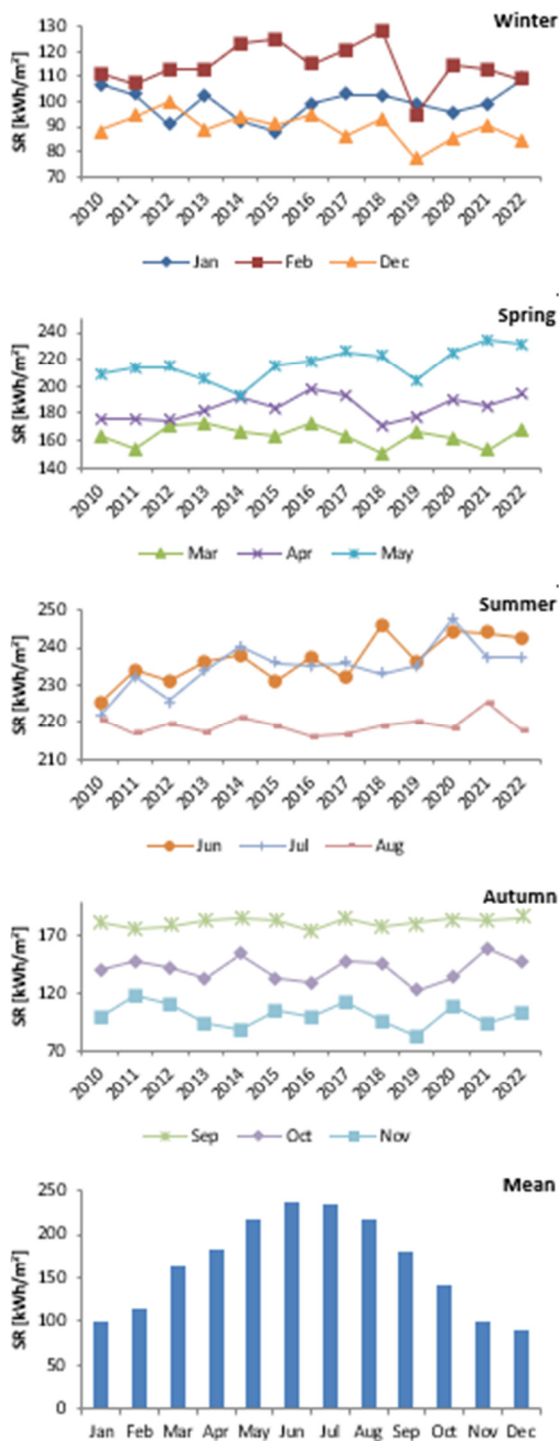 Winter
SR [kWh/m²]
130
120
110
100
90
80
70
2010 2011 2012 2013 2014 2015 2016 2017 2018 2019 2020 2021 2022
Jan Feb Dec
Spring
SR [kWh/m²]
240
220
200
180
160
140
2010 2011 2012 2013 2014 2015 2016 2017 2018 2019 2020 2021 2022
Mar Apr May
Summer
SR [kWh/m²]
250
240
230
220
210
2010 2011 2012 2013 2014 2015 2016 2017 2018 2019 2020 2021 2022
Jun Jul Aug
Autumn
SR [kWh/m²]
170
120
70
2010 2011 2012 2013 2014 2015 2016 2017 2018 2019 2020 2021 2022
Sep Oct Nov
Mean
SR [kWh/m²]
250
200
150
100
50
0
Jan Feb Mar Apr May Jun Jul Aug Sep Oct Nov Dec